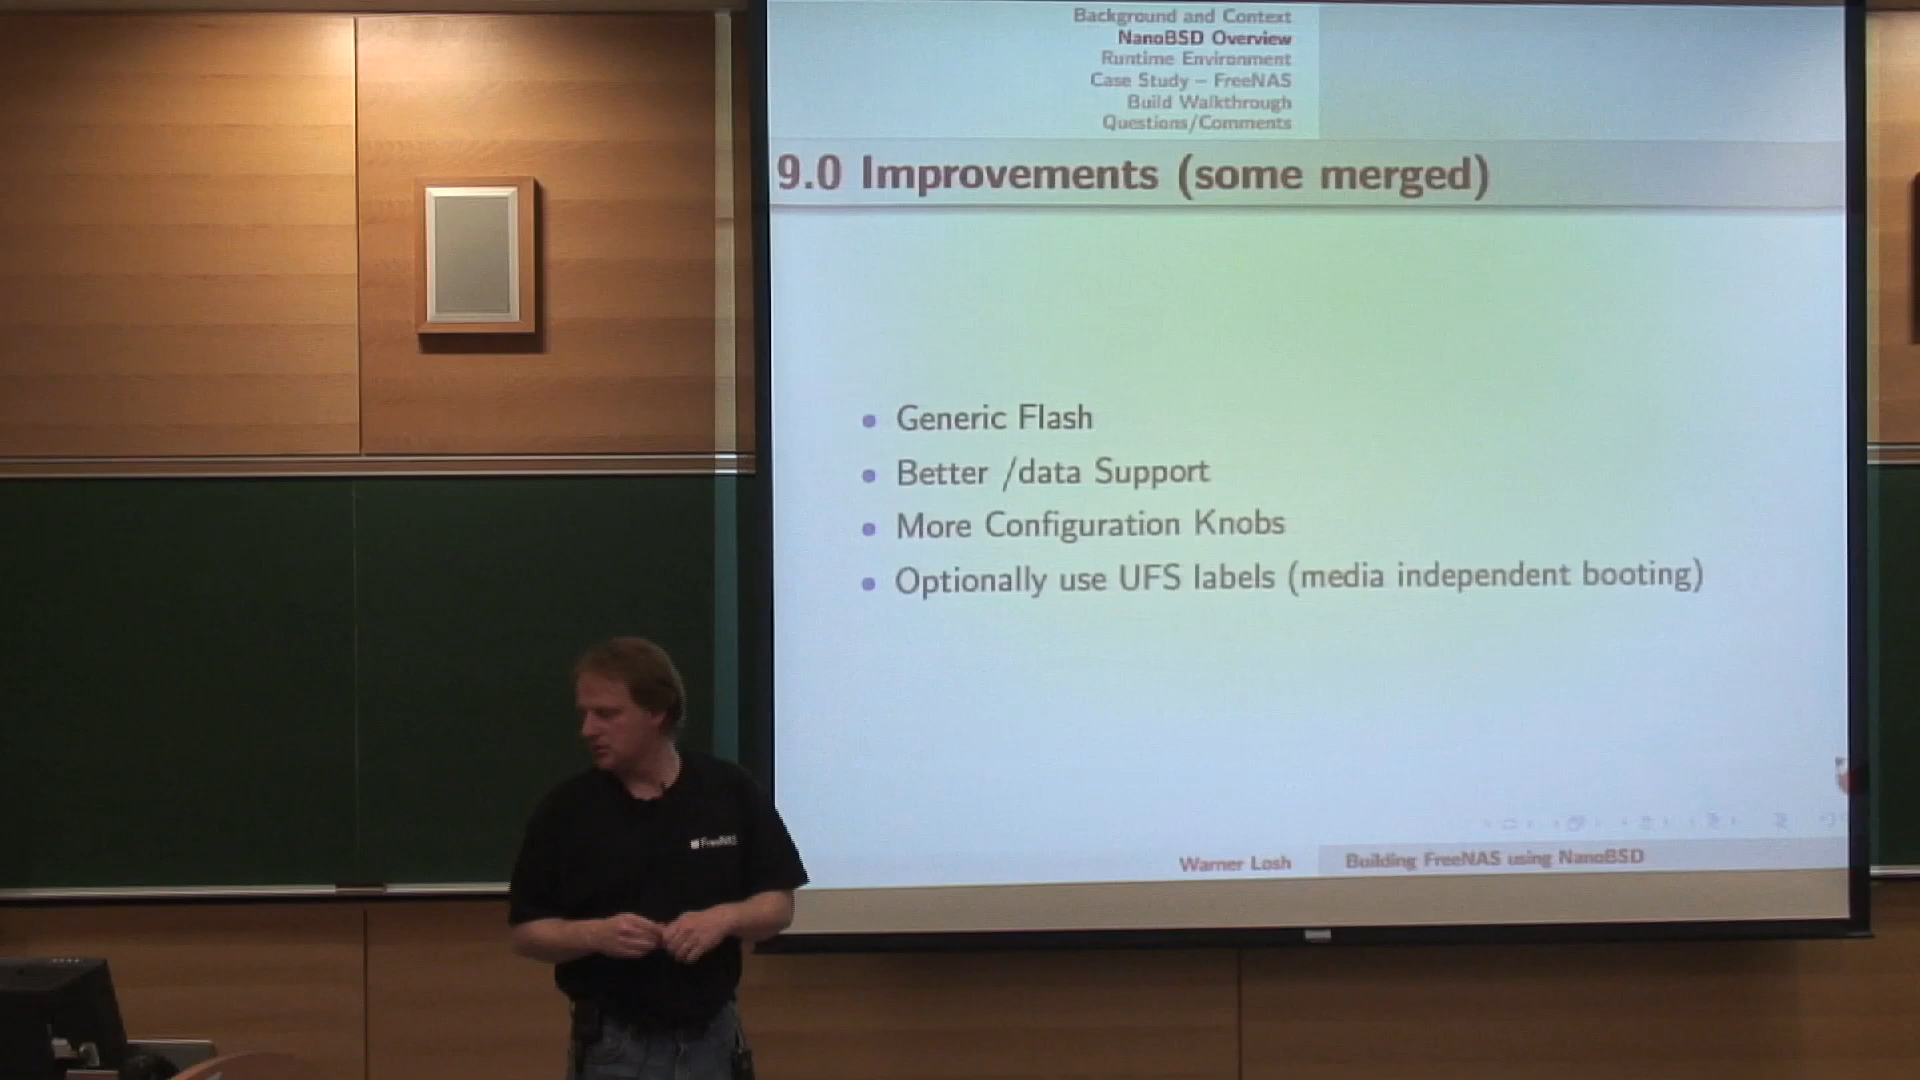 Background and Context
NanoBSD Overview
Runtime Environment
Case Study – FreeNAS
Build Walkthrough
Questions/Comments
9.0 Improvements (some merged)
Generic Flash
Better /data Support
More Configuration Knobs
Optionally use UFS labels (media independent booting)
FreeNAS
Warner Losh
Building FreeNAS using NanoBSD